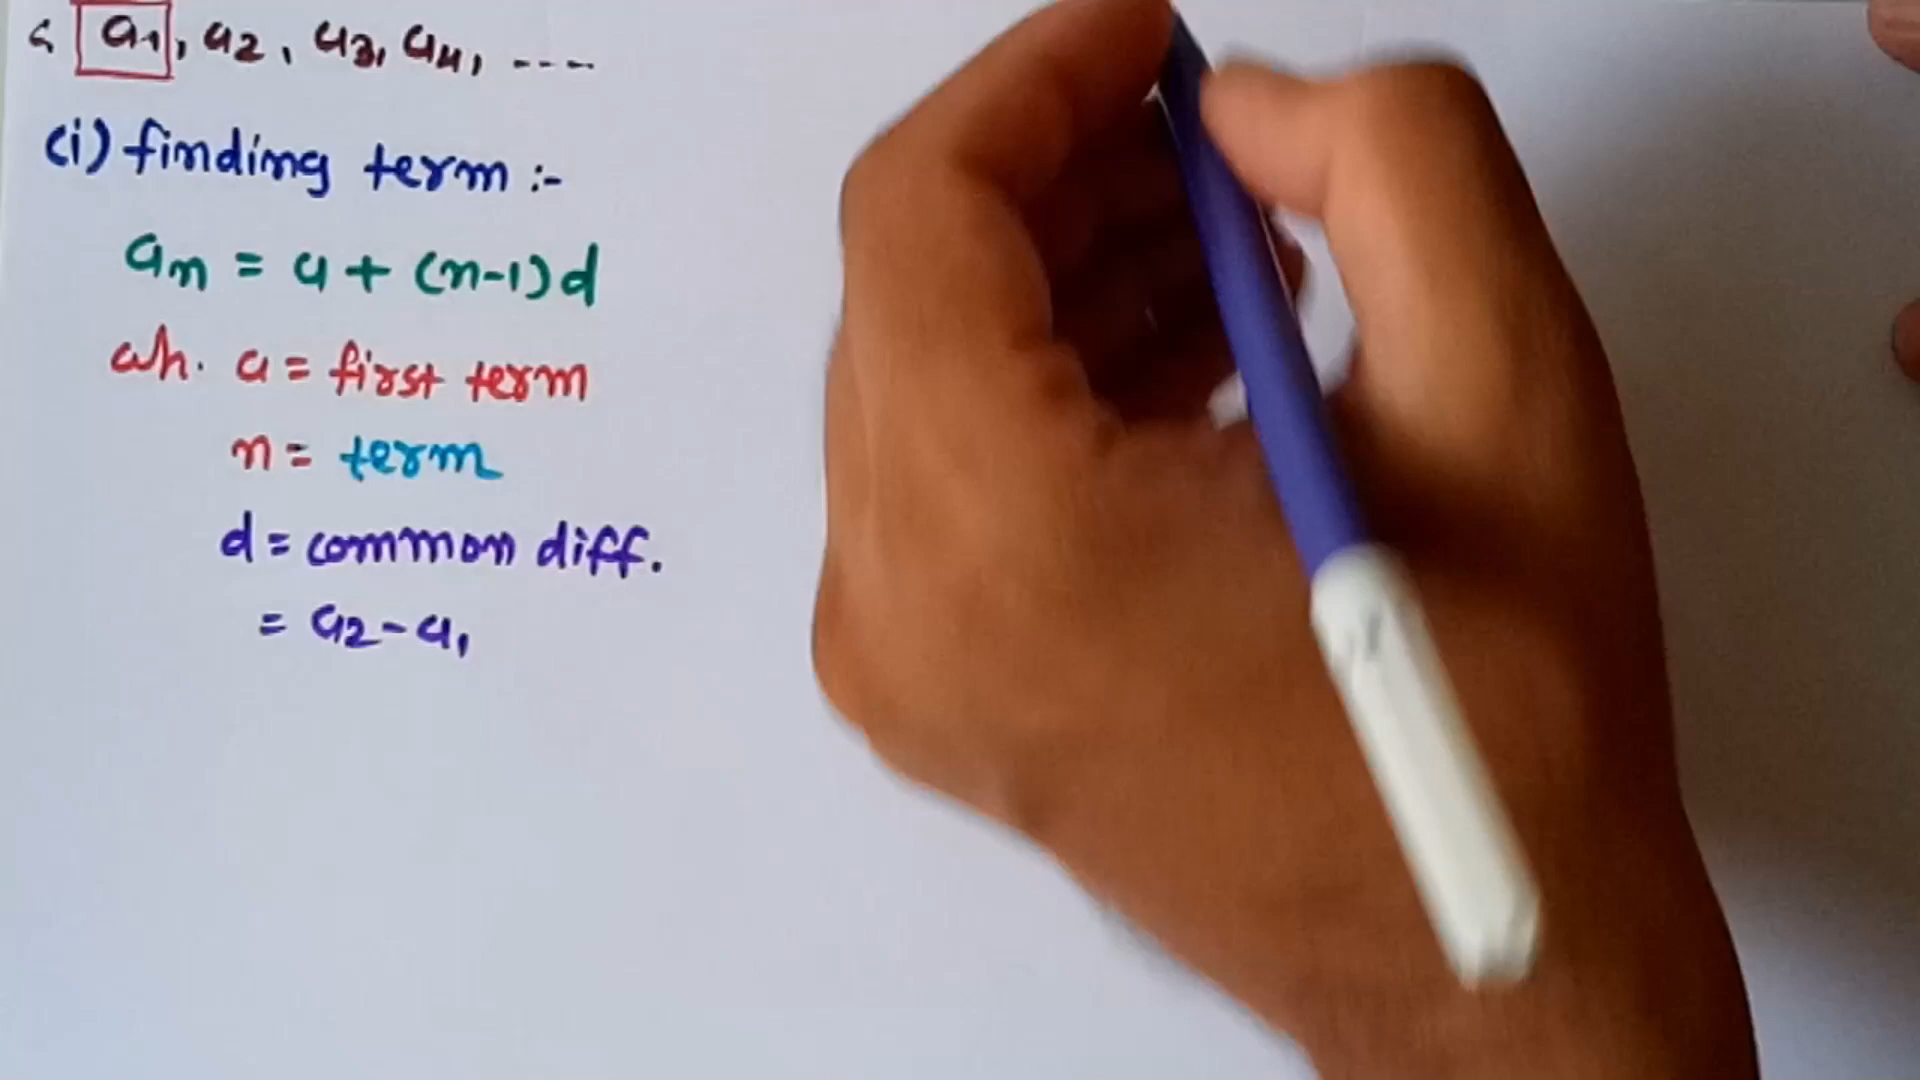 a1, a2, a3, a4, ----
(i) finding term :-
an = a + (n-1)d
wh. a = first term
n = term
d = common diff.
= a2 - a1